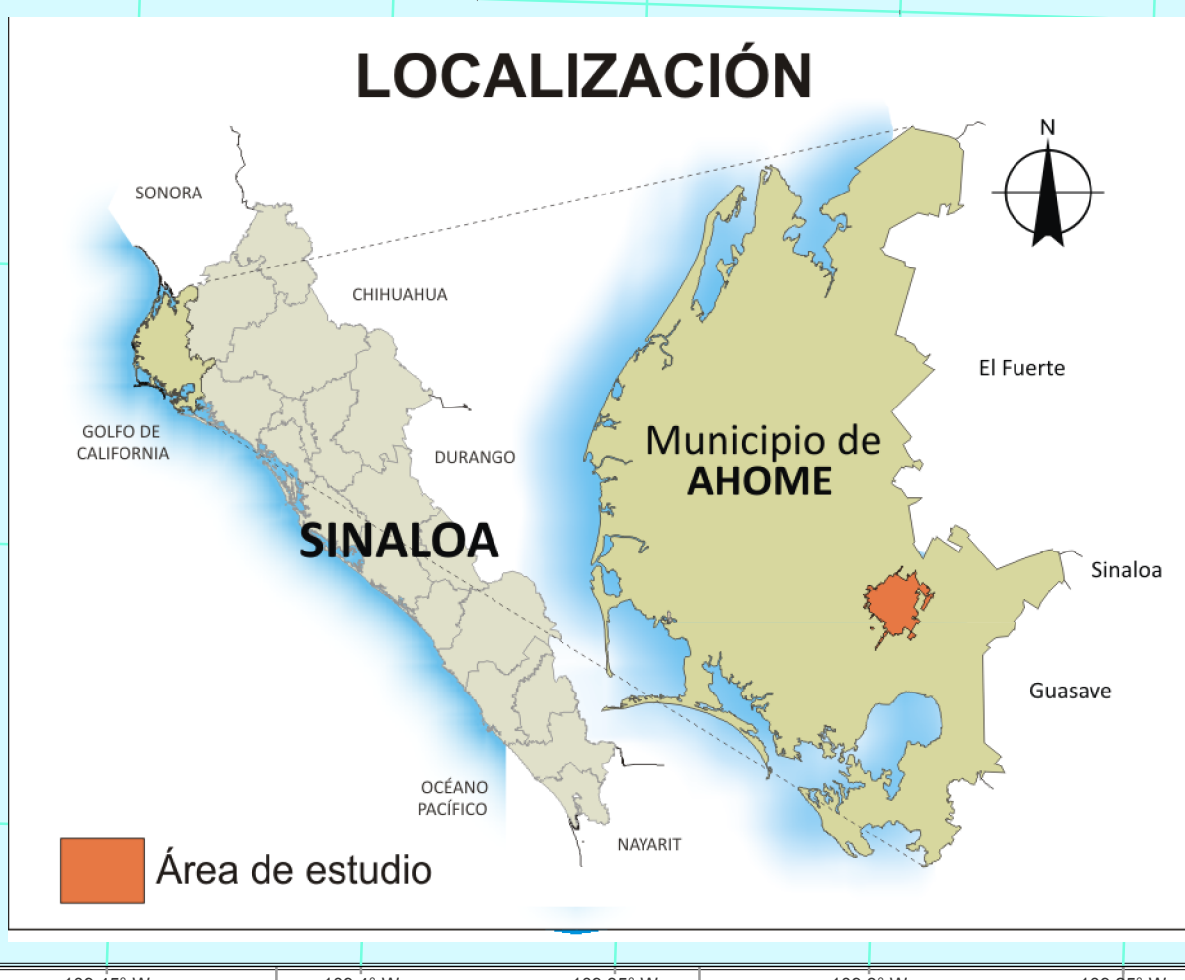 LOCALIZACIÓN
N
SONORA
CHIHUAHUA
El Fuerte
GOLFO DE
CALIFORNIA
DURANGO
Municipio de
AHOME
SINALOA
Sinaloa
Guasave
OCÉANO
PACÍFICO
NAYARIT
Área de estudio